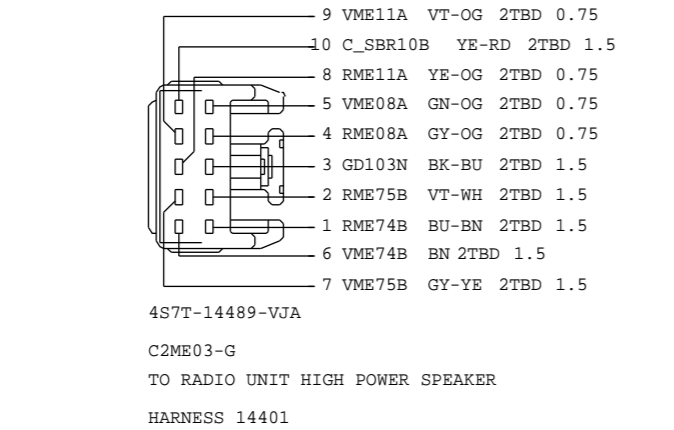 9 VME11A VT-OG 2TBD 0.75
10 C_SBR10B YE-RD 2TBD 1.5
8 RME11A YE-OG 2TBD 0.75
5 VME08A GN-OG 2TBD 0.75
4 RME08A GY-OG 2TBD 0.75
3 GD103N BK-BU 2TBD 1.5
2 RME75B VT-WH 2TBD 1.5
1 RME74B BU-BN 2TBD 1.5
6 VME74B BN 2TBD 1.5
7 VME75B GY-YE 2TBD 1.5
4S7T-14489-VJA
C2ME03-G
TO RADIO UNIT HIGH POWER SPEAKER
HARNESS 14401